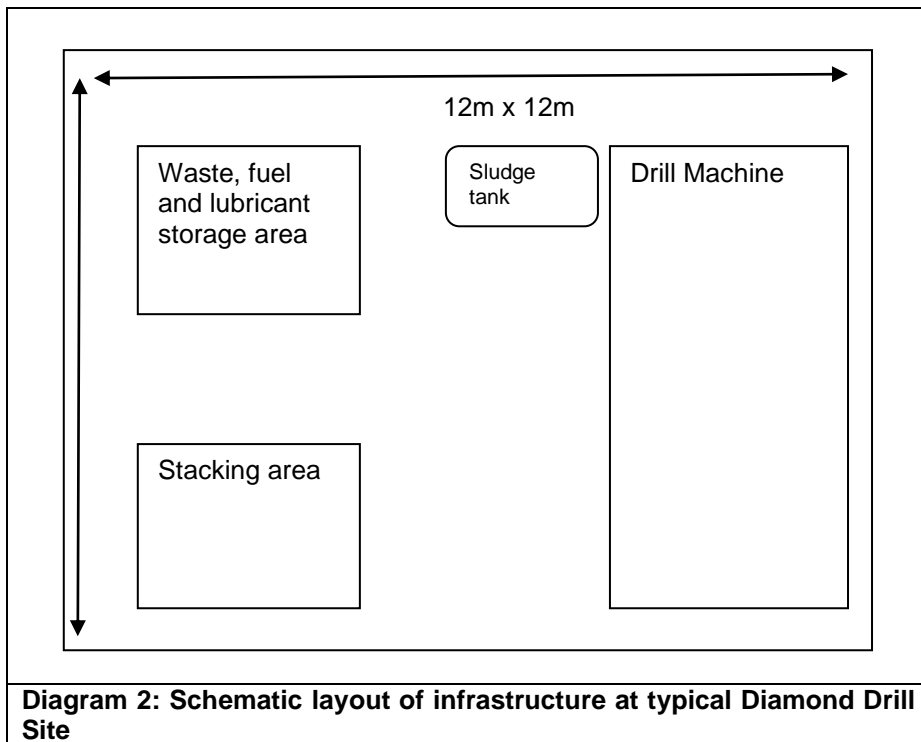 12m x 12m
Waste, fuel
and lubricant
storage area
Sludge
tank
Drill Machine
Stacking area
Diagram 2: Schematic layout of infrastructure at typical Diamond Drill
Site